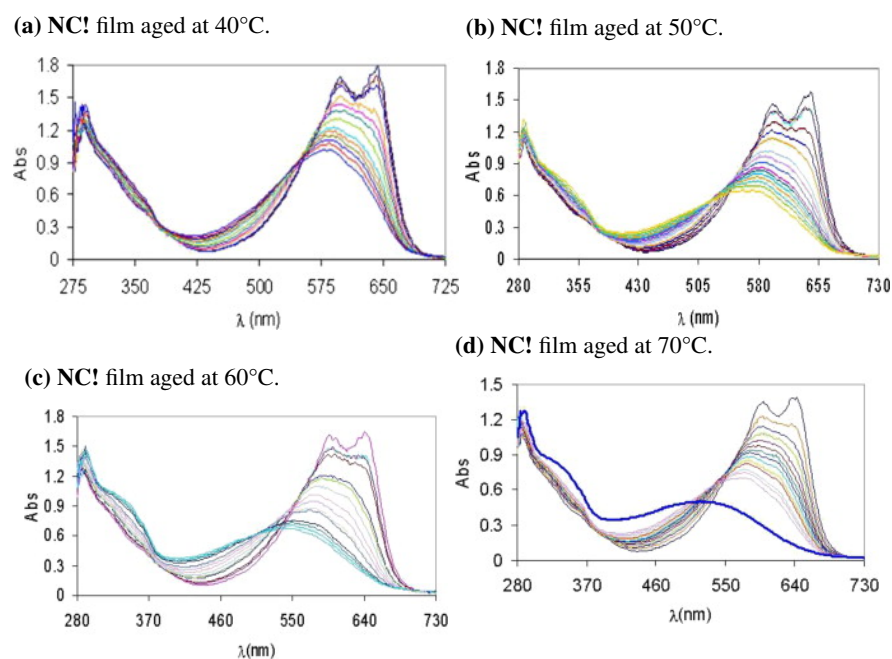 (a) NC! film aged at 40°C.
(b) NC! film aged at 50°C.
1.8
1.5
1.2
0.9
0.6
0.3
0
Abs
275 350 425 500 575 650 725
λ (nm)
1.8
1.5
1.2
0.9
0.6
0.3
0
Abs
280 355 430 505 580 655 730
λ (nm)
(c) NC! film aged at 60°C.
(d) NC! film aged at 70°C.
1.8
1.5
1.2
0.9
0.6
0.3
0
Abs
280 370 460 550 640 730
λ (nm)
1.5
1.2
0.9
0.6
0.3
0
Abs
280 370 460 550 640 730
λ(nm)